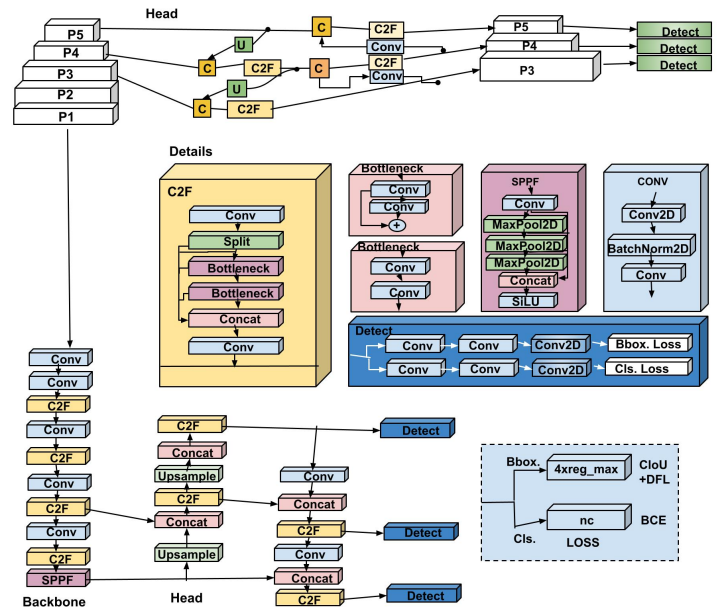 Head
P5
P4
P3
P2
P1
U
C
C2F
Conv
C
C2F
U
C
C2F
Conv
C
C2F
P5
P4
P3
Detect
Detect
Detect
Details
C2F
Conv
Split
Bottleneck
Bottleneck
Concat
Conv
Bottleneck
Conv
Conv
+
Bottleneck
Conv
Conv
SPPF
Conv
MaxPool2D
MaxPool2D
MaxPool2D
Concat
SiLU
CONV
Conv2D
BatchNorm2D
Conv
Detect
Conv Conv Conv2D Bbox. Loss
Conv Conv Conv2D Cls. Loss
Conv
Conv
C2F
Conv
C2F
Conv
C2F
Conv
C2F
SPPF
Backbone
C2F
Concat
Upsample
C2F
Concat
Upsample
Head
Conv
Concat
C2F
Conv
Concat
C2F
Detect
Detect
Detect
Bbox.
4xreg_max
CIoU
+DFL
nc
BCE
Cls.
LOSS